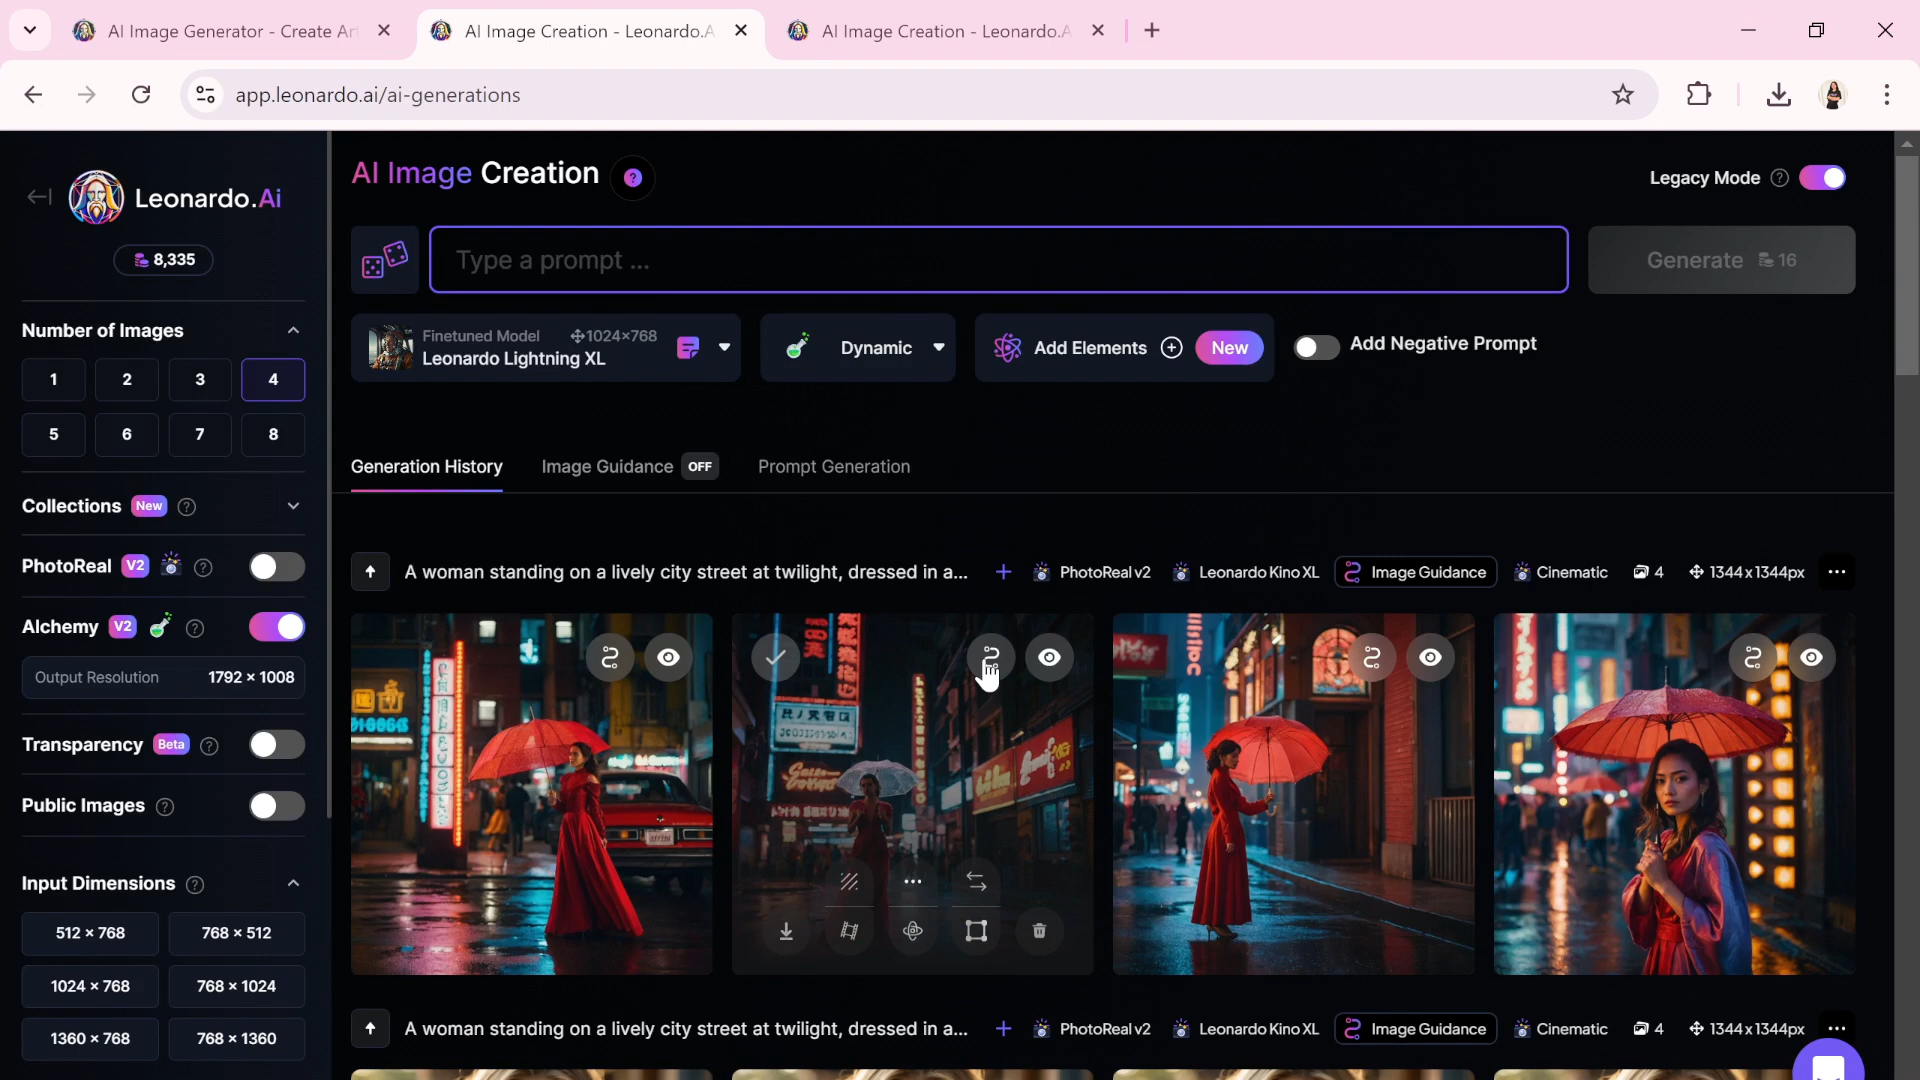 AI Image Generator - Create Ar
AI Image Creation - Leonardo.A
AI Image Creation - Leonardo.A
app.leonardo.ai/ai-generations
Leonardo.Ai
8,335
Number of Images
1 2 3 4
5 6 7 8
Collections New
PhotoReal V2
Alchemy V2
Output Resolution 1792 × 1008
Transparency Beta
Public Images
Input Dimensions
512 × 768 768 × 512
1024 × 768 768 × 1024
1360 × 768 768 × 1360
AI Image Creation
Legacy Mode
Type a prompt ...
Generate 16
Finetuned Model 1024×768
Leonardo Lightning XL
Dynamic
Add Elements New
Add Negative Prompt
Generation History Image Guidance OFF Prompt Generation
A woman standing on a lively city street at twilight, dressed in a... PhotoReal v2 Leonardo Kino XL Image Guidance Cinematic 4 1344 x 1344px
A woman standing on a lively city street at twilight, dressed in a... PhotoReal v2 Leonardo Kino XL Image Guidance Cinematic 4 1344 x 1344px